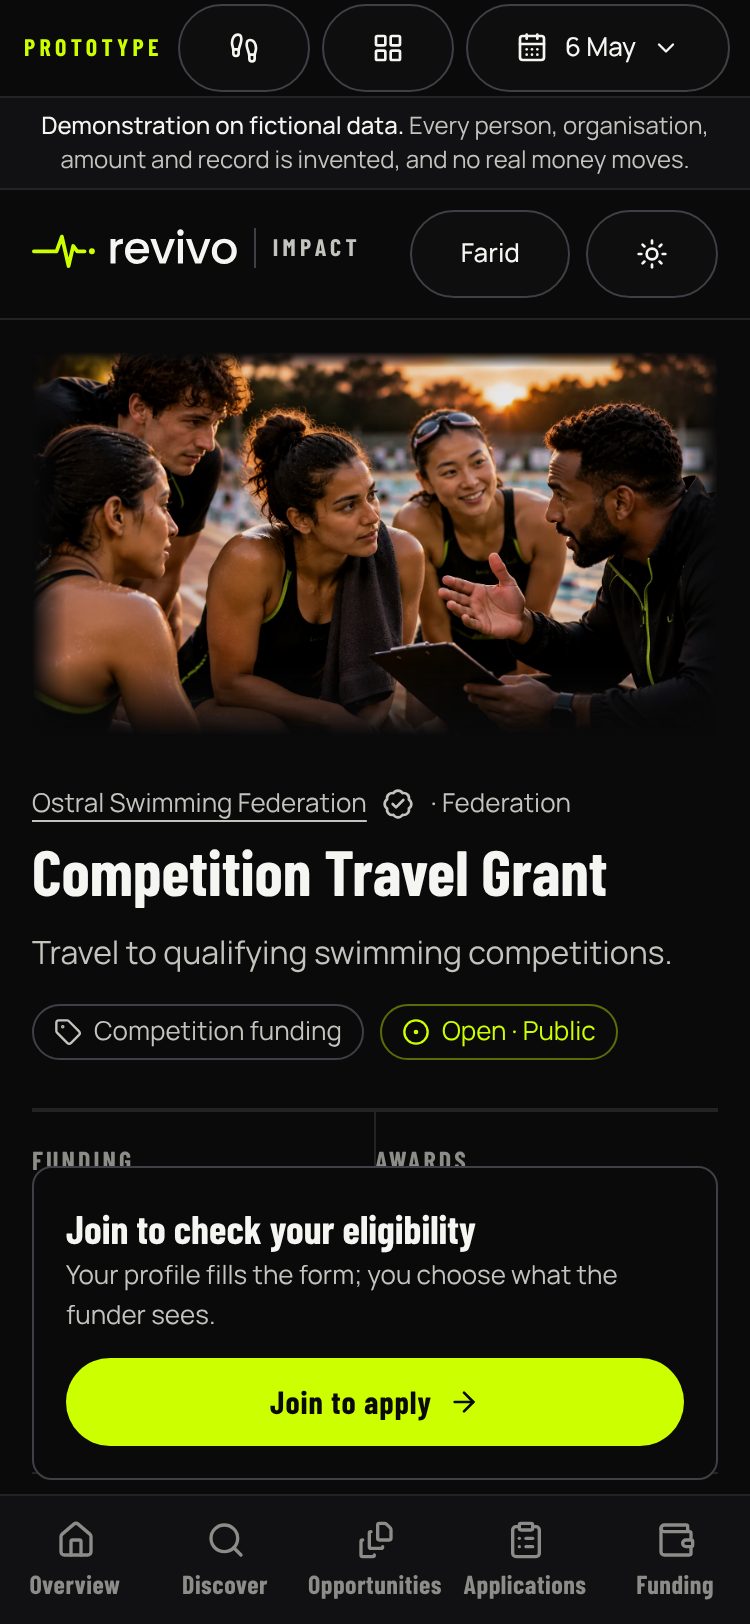 PROTOTYPE
6 May
Demonstration on fictional data. Every person, organisation,
amount and record is invented, and no real money moves.
revivo IMPACT
Farid
Ostral Swimming Federation · Federation
Competition Travel Grant
Travel to qualifying swimming competitions.
Competition funding
Open · Public
FUNDING
AWARDS
Join to check your eligibility
Your profile fills the form; you choose what the
funder sees.
Join to apply
Overview
Discover
Opportunities
Applications
Funding